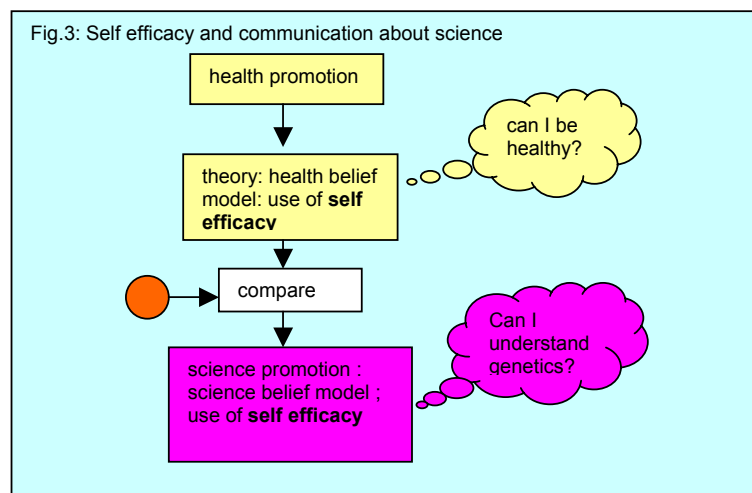 Fig.3: Self efficacy and communication about science
health promotion
can I be
healthy?
theory: health belief
model: use of self
efficacy
compare
Can I
understand
genetics?
science promotion :
science belief model ;
use of self efficacy